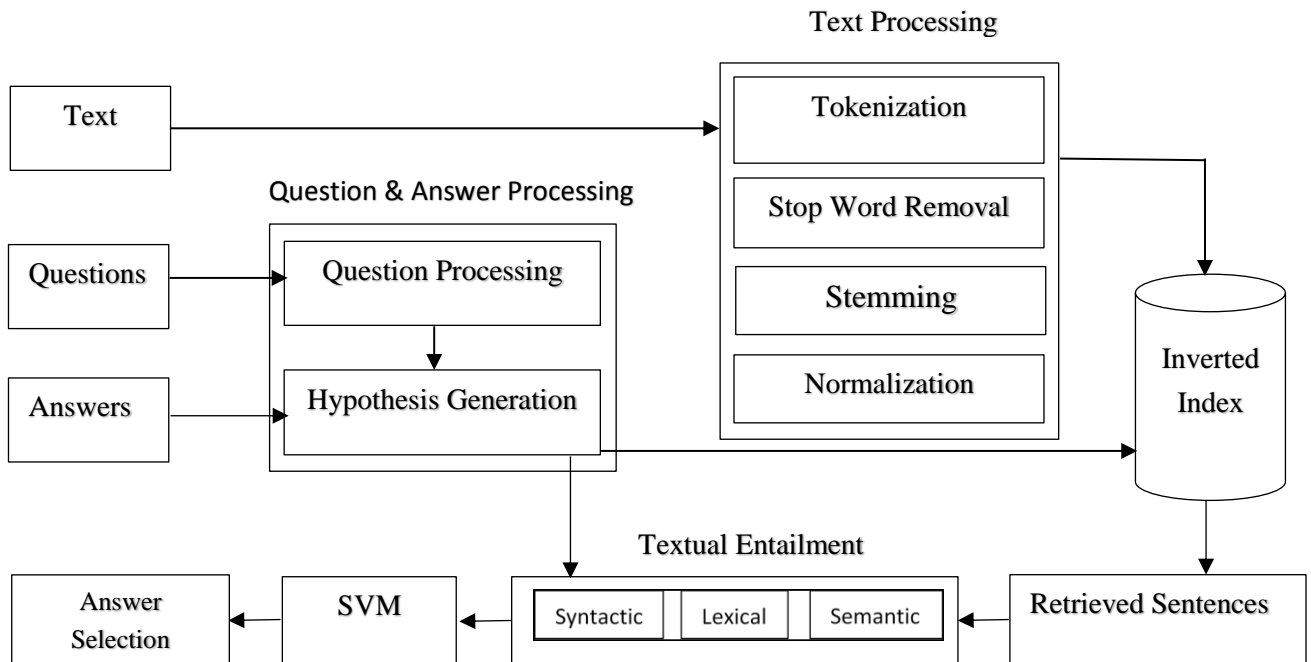 Text Processing
Text
Tokenization
Stop Word Removal
Stemming
Normalization
Question & Answer Processing
Questions
Question Processing
Answers
Hypothesis Generation
Inverted
Index
Textual Entailment
Answer
Selection
SVM
Syntactic
Lexical
Semantic
Retrieved Sentences